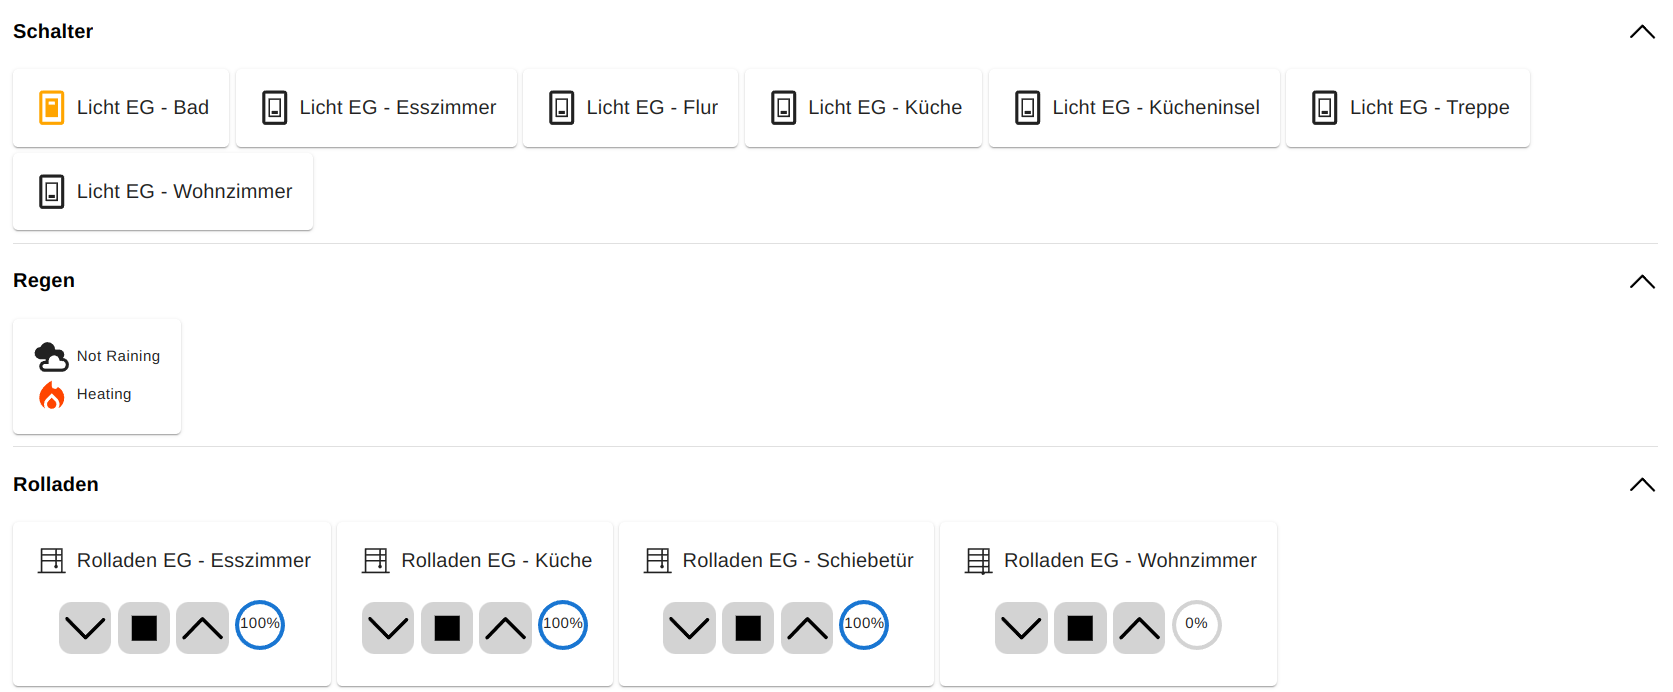 Schalter
Licht EG - Bad
Licht EG - Esszimmer
Licht EG - Flur
Licht EG - Küche
Licht EG - Kücheninsel
Licht EG - Treppe
Licht EG - Wohnzimmer
Regen
Not Raining
Heating
Rolladen
Rolladen EG - Esszimmer
100%
Rolladen EG - Küche
100%
Rolladen EG - Schiebetür
100%
Rolladen EG - Wohnzimmer
0%